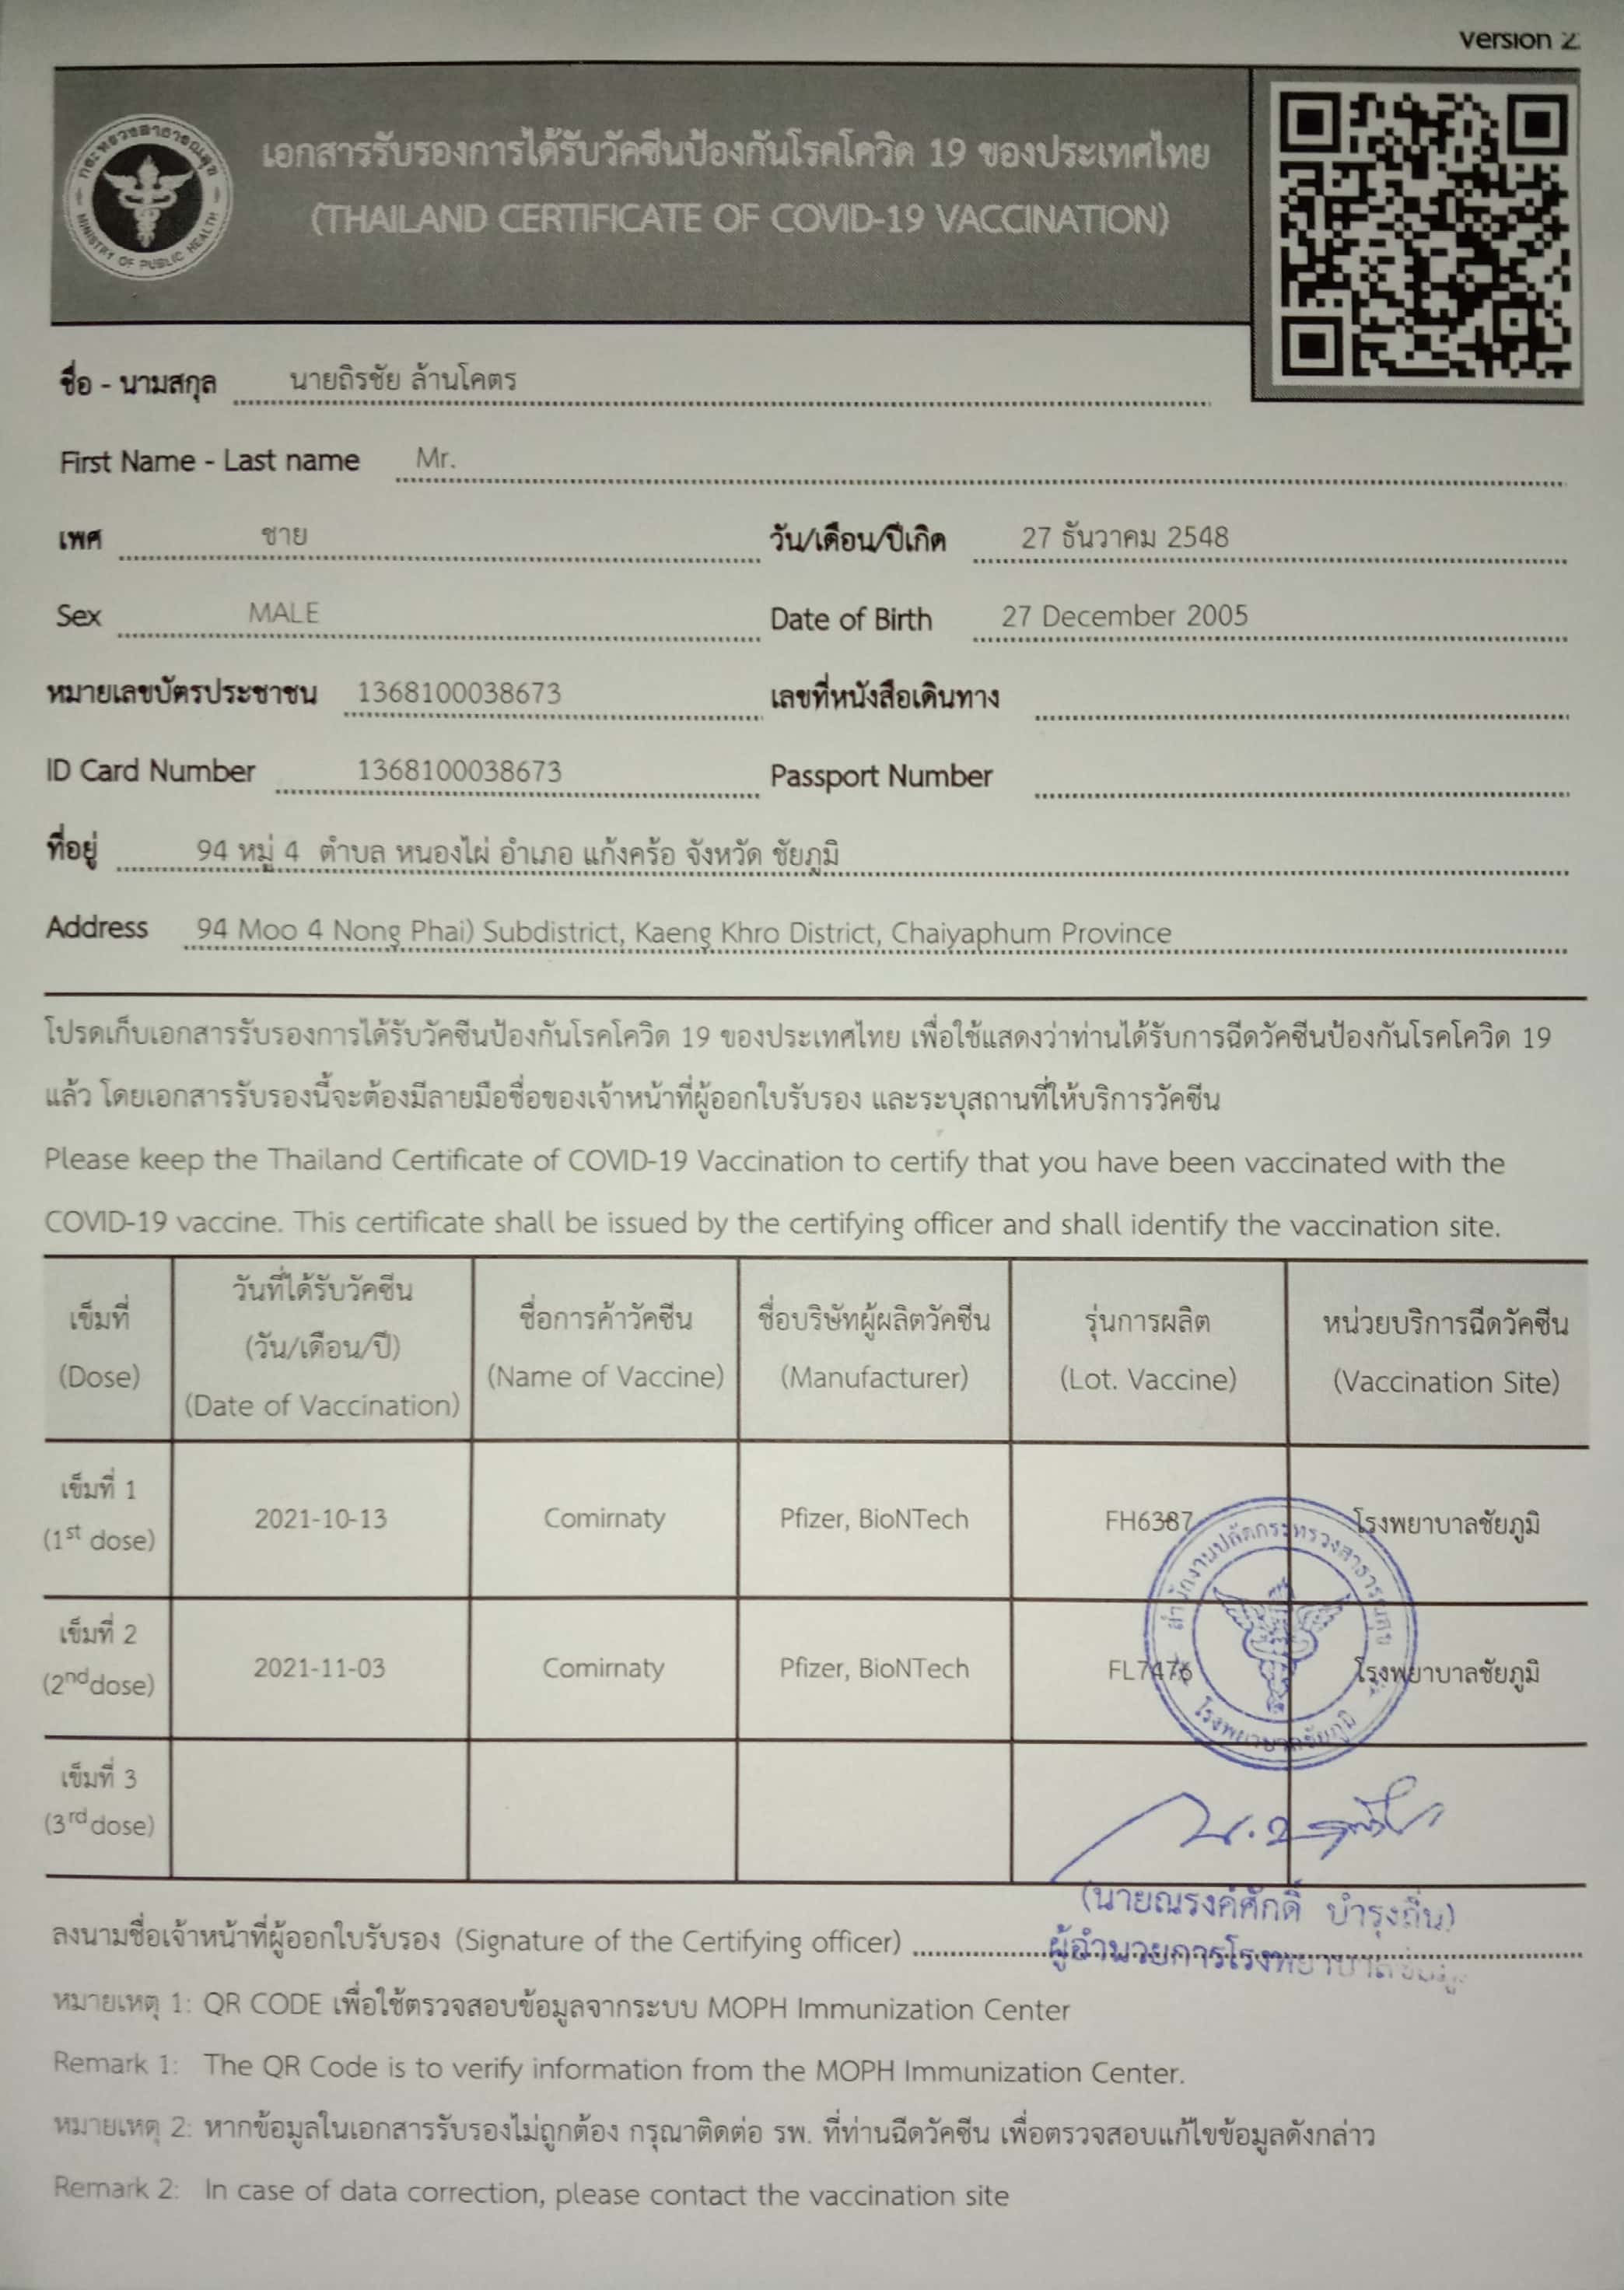 Version 2
กระทรวงสาธารณสุข
MINISTRY OF PUBLIC HEALTH
เอกสารรับรองการได้รับวัคซีนป้องกันโรคโควิด 19 ของประเทศไทย
(THAILAND CERTIFICATE OF COVID-19 VACCINATION)
ชื่อ - นามสกุล นายถิรชัย ล้านโคตร
First Name - Last name Mr.
เพศ ชาย วัน/เดือน/ปีเกิด 27 ธันวาคม 2548
Sex MALE Date of Birth 27 December 2005
หมายเลขบัตรประชาชน 1368100038673 เลขที่หนังสือเดินทาง
ID Card Number 1368100038673 Passport Number
ที่อยู่ 94 หมู่ 4 ตำบล หนองไผ่ อำเภอ แก้งคร้อ จังหวัด ชัยภูมิ
Address 94 Moo 4 Nong Phai) Subdistrict, Kaeng Khro District, Chaiyaphum Province
โปรดเก็บเอกสารรับรองการได้รับวัคซีนป้องกันโรคโควิด 19 ของประเทศไทย เพื่อใช้แสดงว่าท่านได้รับการฉีดวัคซีนป้องกันโรคโควิด 19
แล้ว โดยเอกสารรับรองนี้จะต้องมีลายมือชื่อของเจ้าหน้าที่ผู้ออกใบรับรอง และระบุสถานที่ให้บริการวัคซีน
Please keep the Thailand Certificate of COVID-19 Vaccination to certify that you have been vaccinated with the
COVID-19 vaccine. This certificate shall be issued by the certifying officer and shall identify the vaccination site.
เข็มที่ (Dose)
วันที่ได้รับวัคซีน (วัน/เดือน/ปี) (Date of Vaccination)
ชื่อการค้าวัคซีน (Name of Vaccine)
ชื่อบริษัทผู้ผลิตวัคซีน (Manufacturer)
รุ่นการผลิต (Lot. Vaccine)
หน่วยบริการฉีดวัคซีน (Vaccination Site)
เข็มที่ 1 (1st dose) 2021-10-13 Comirnaty Pfizer, BioNTech FH6387 โรงพยาบาลชัยภูมิ
เข็มที่ 2 (2nd dose) 2021-11-03 Comirnaty Pfizer, BioNTech FL7476 โรงพยาบาลชัยภูมิ
สำนักงานปลัดกระทรวงสาธารณสุข
โรงพยาบาลชัยภูมิ
เข็มที่ 3 (3rd dose)
(นายณรงค์ศักดิ์ บำรุงถิ่น)
ลงนามชื่อเจ้าหน้าที่ผู้ออกใบรับรอง (Signature of the Certifying officer) ผู้อำนวยการโรงพยาบาลชัยภูมิ
หมายเหตุ 1: QR CODE เพื่อใช้ตรวจสอบข้อมูลจากระบบ MOPH Immunization Center
Remark 1: The QR Code is to verify information from the MOPH Immunization Center.
หมายเหตุ 2: หากข้อมูลในเอกสารรับรองไม่ถูกต้อง กรุณาติดต่อ รพ. ที่ท่านฉีดวัคซีน เพื่อตรวจสอบแก้ไขข้อมูลดังกล่าว
Remark 2: In case of data correction, please contact the vaccination site